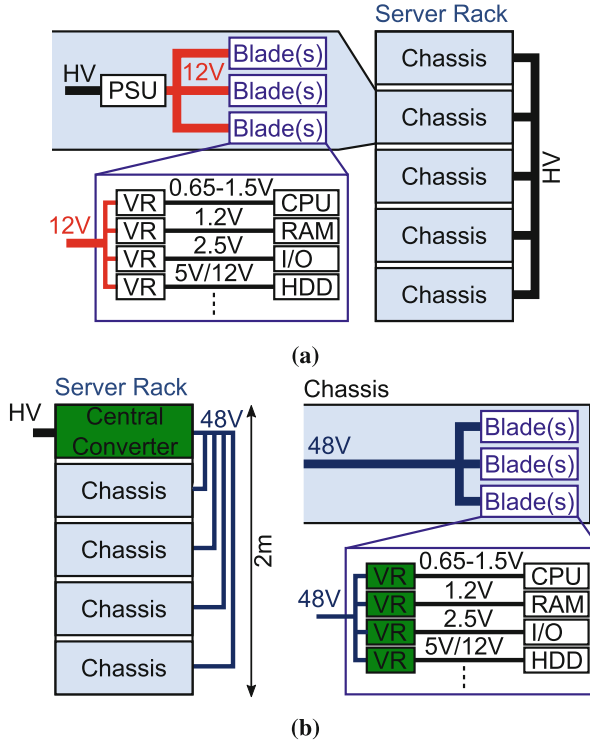 Server Rack
HV
PSU
12V
Blade(s)
Blade(s)
Blade(s)
Chassis
Chassis
Chassis
Chassis
Chassis
HV
12V
VR
0.65-1.5V
CPU
VR
1.2V
RAM
VR
2.5V
I/O
VR
5V/12V
HDD
(a)
Server Rack
HV
Central
Converter
48V
Chassis
Chassis
Chassis
Chassis
2m
Chassis
48V
Blade(s)
Blade(s)
Blade(s)
48V
VR
0.65-1.5V
CPU
VR
1.2V
RAM
VR
2.5V
I/O
VR
5V/12V
HDD
(b)